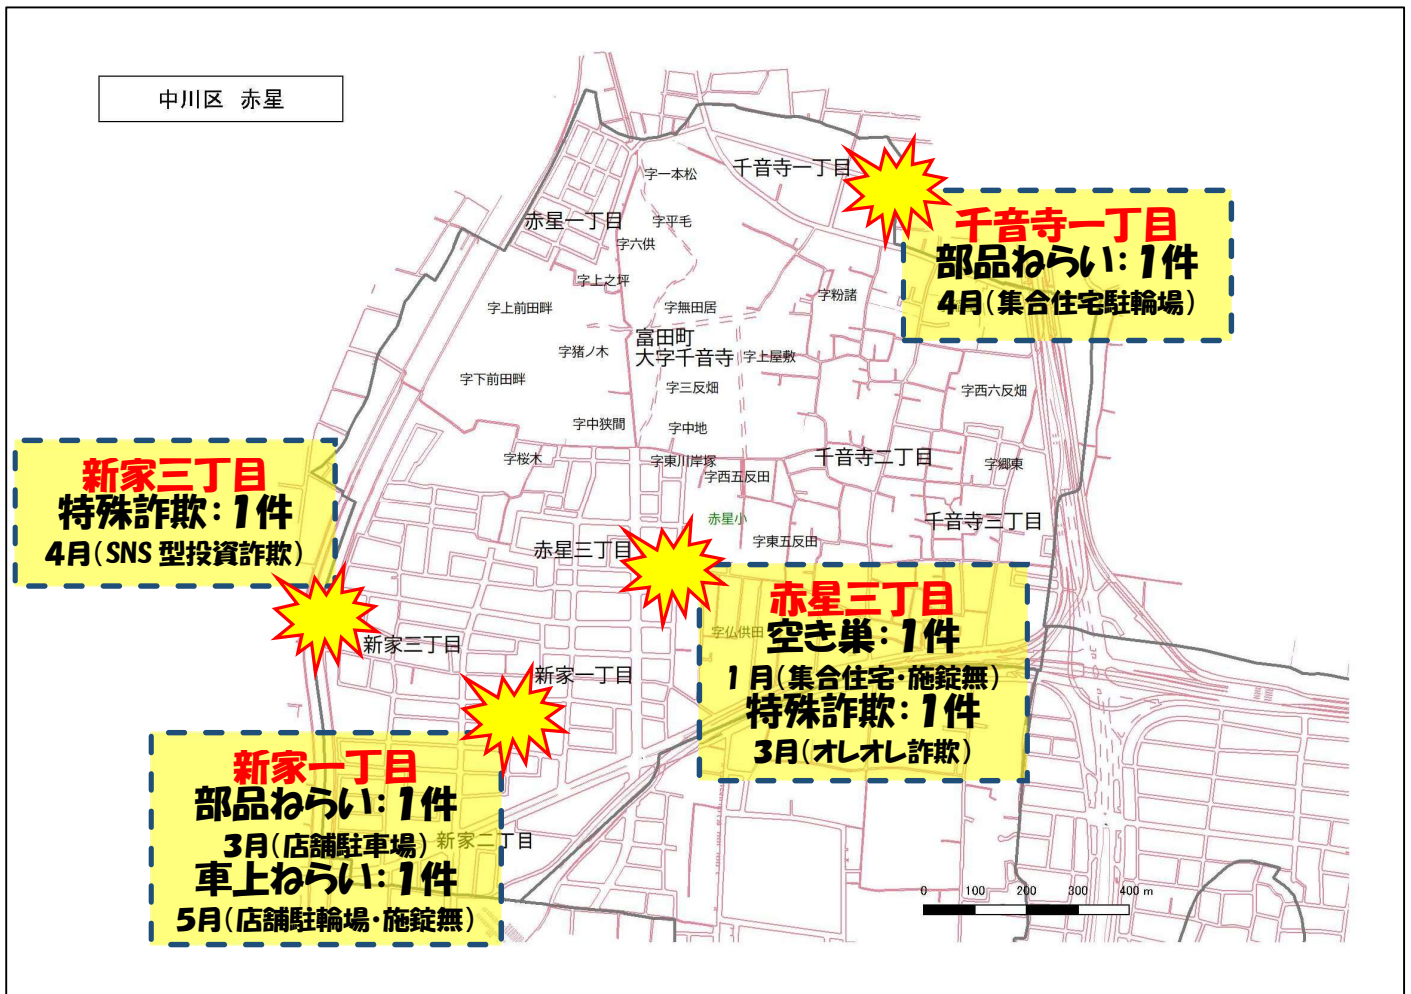 中川区 赤星
千音寺一丁目
字一本松
赤星一丁目
字平毛
字六供
字上之坪
字粉諸
字上前田畔
字無田居
富田町
大字千音寺
字猪ノ木
字上屋敷
字下前田畔
字三反畑
字西六反畑
字中狭間
字中地
字桜木
字東川岸塚
千音寺二丁目
字郷東
字西五反田
赤星小
千音寺三丁目
字東五反田
赤星三丁目
字仏供田
新家三丁目
新家一丁目
新家二丁目
千音寺一丁目
部品ねらい：1件
4月（集合住宅駐輪場）
新家三丁目
特殊詐欺：1件
4月（SNS型投資詐欺）
赤星三丁目
空き巣：1件
1月（集合住宅・施錠無）
特殊詐欺：1件
3月（オレオレ詐欺）
新家一丁目
部品ねらい：1件
3月（店舗駐車場）
車上ねらい：1件
5月（店舗駐輪場・施錠無）
0 100 200 300 400 m